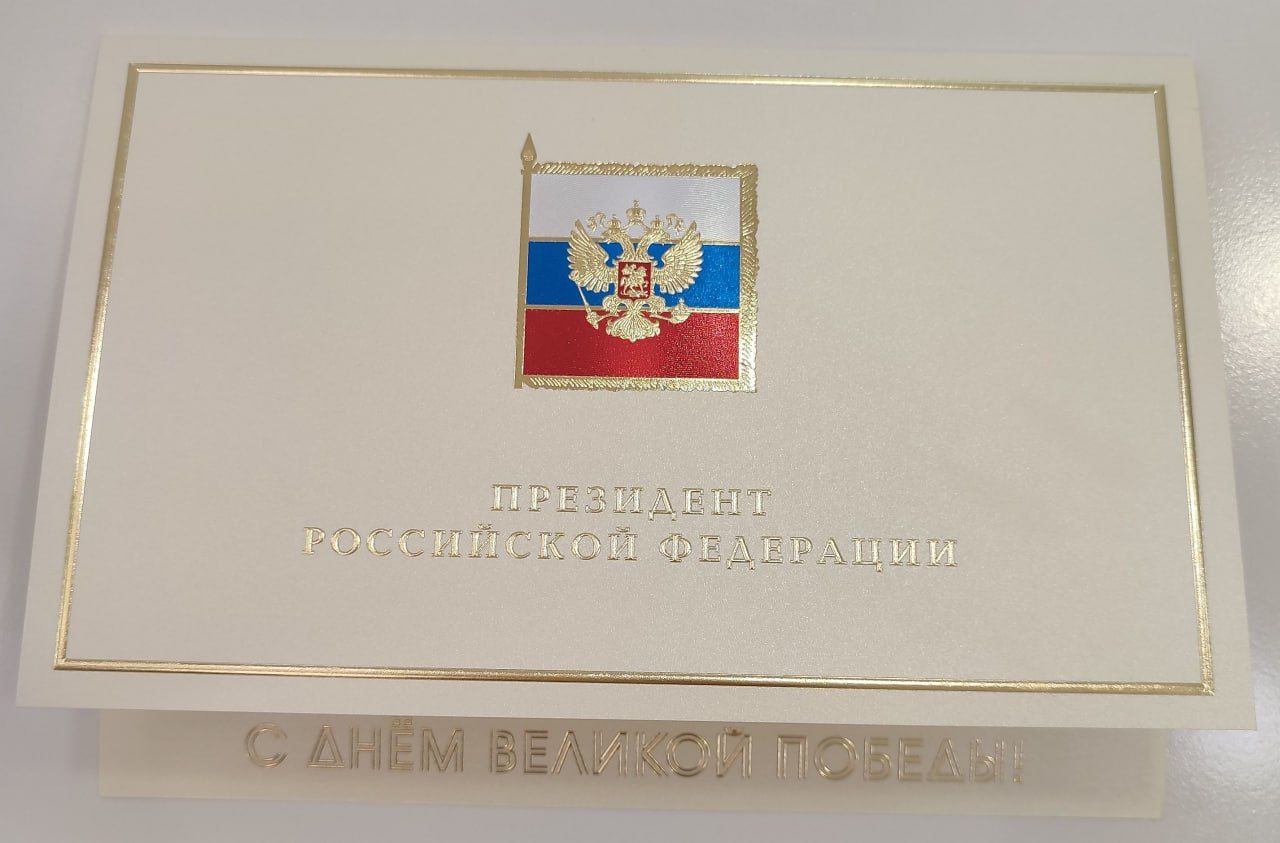 ПРЕЗИДЕНТ
РОССИЙСКОЙ ФЕДЕРАЦИИ
С ДНЁМ ВЕЛИКОЙ ПОБЕДЫ!